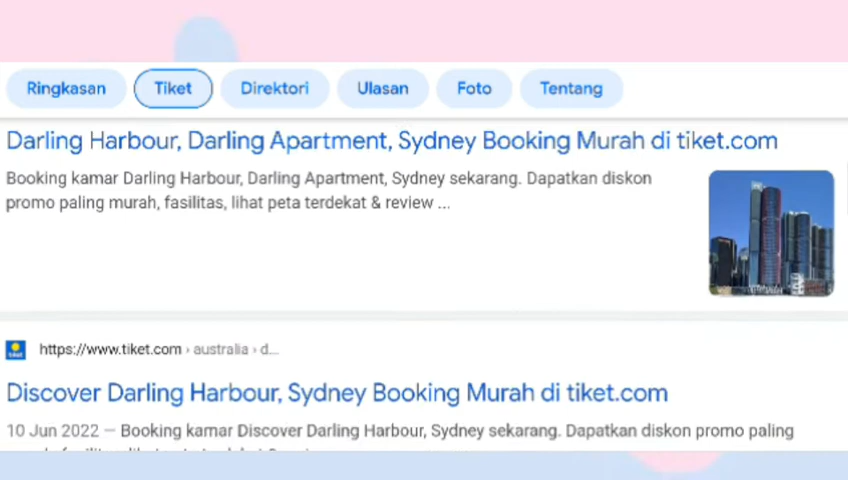 Ringkasan Tiket Direktori Ulasan Foto Tentang
Darling Harbour, Darling Apartment, Sydney Booking Murah di tiket.com
Booking kamar Darling Harbour, Darling Apartment, Sydney sekarang. Dapatkan diskon
promo paling murah, fasilitas, lihat peta terdekat & review ...
https://www.tiket.com › australia › d...
Discover Darling Harbour, Sydney Booking Murah di tiket.com
10 Jun 2022 — Booking kamar Discover Darling Harbour, Sydney sekarang. Dapatkan diskon promo paling